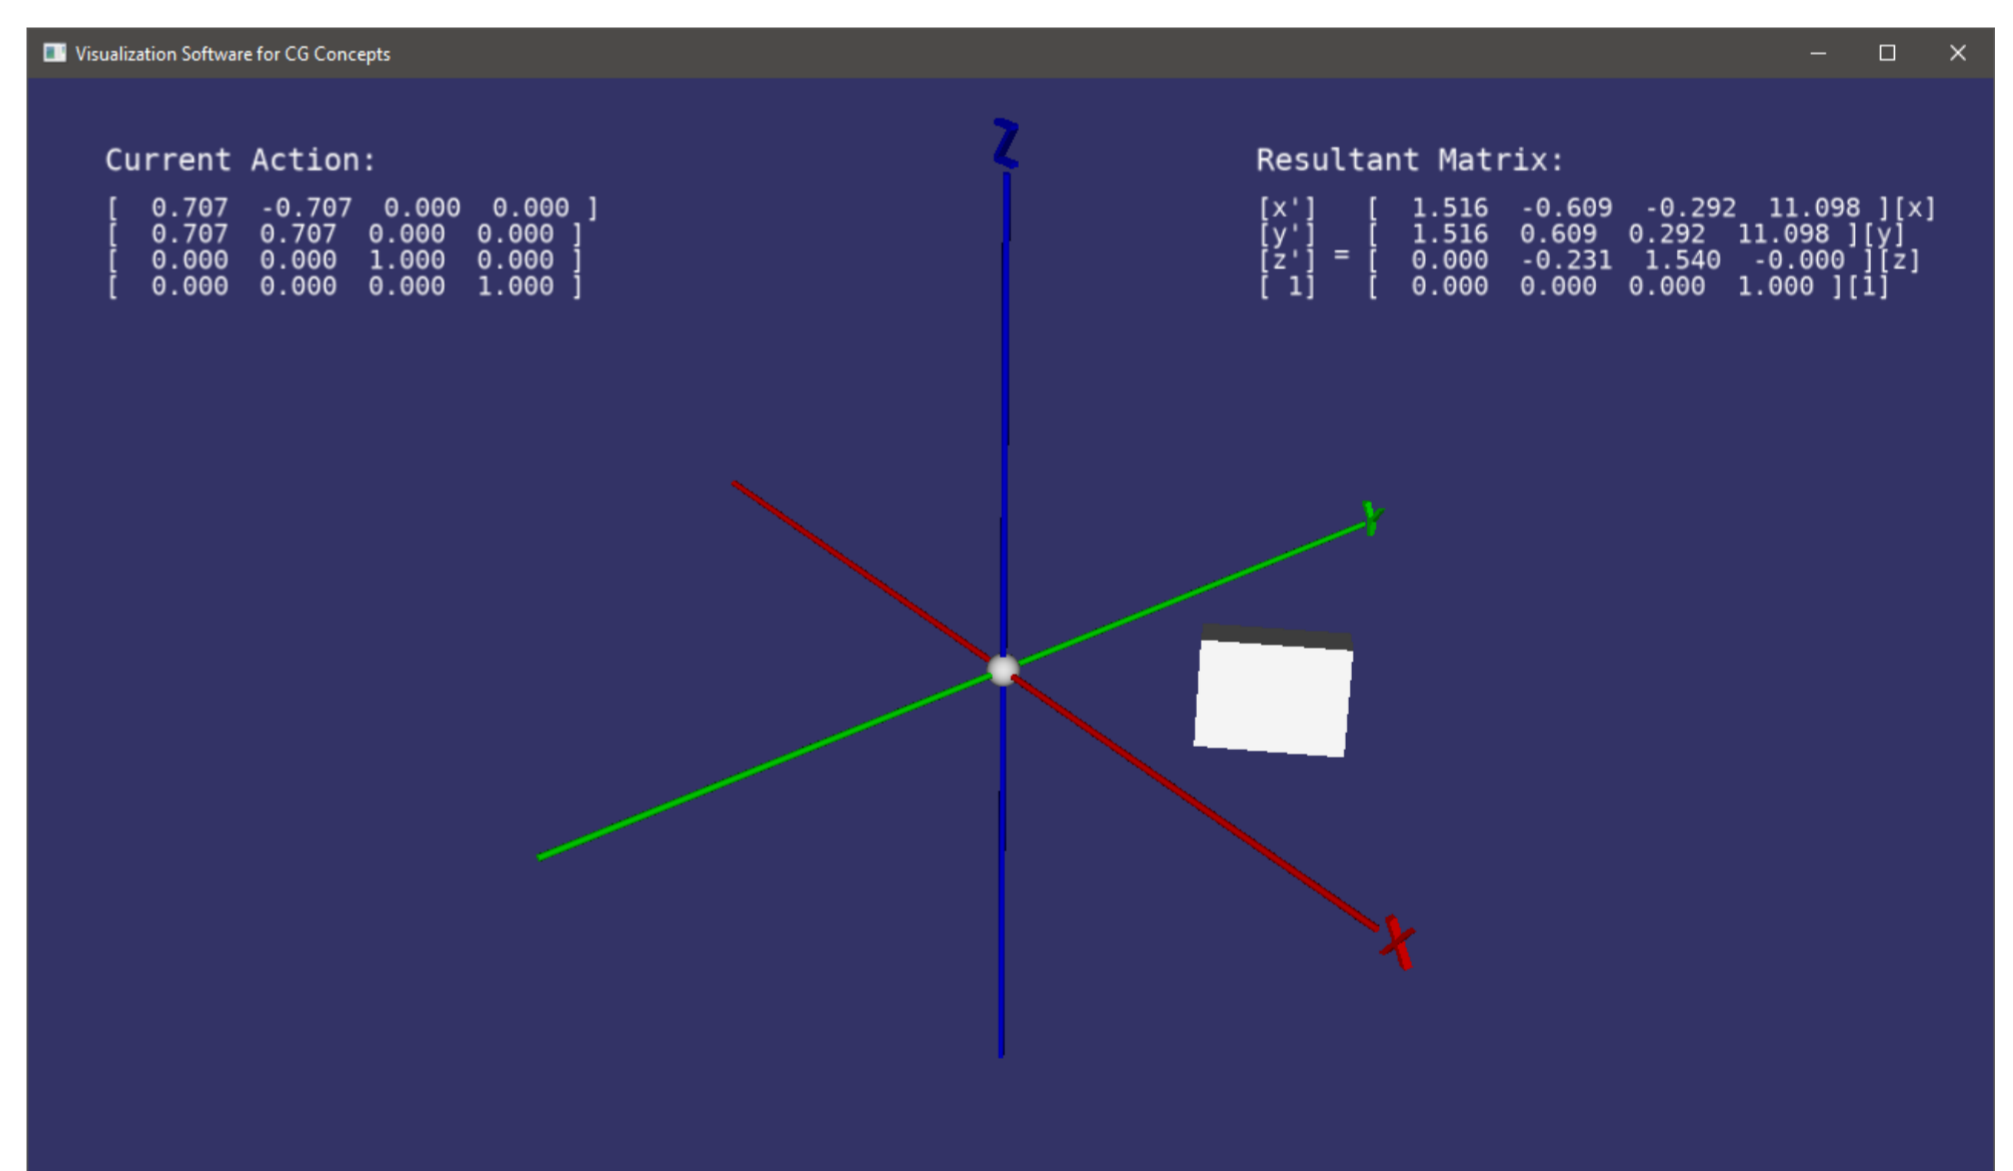 Visualization Software for CG Concepts
Z
Current Action:
[ 0.707 -0.707 0.000 0.000 ]
[ 0.707 0.707 0.000 0.000 ]
[ 0.000 0.000 1.000 0.000 ]
[ 0.000 0.000 0.000 1.000 ]
Resultant Matrix:
[x'] [ 1.516 -0.609 -0.292 11.098 ][x]
[y'] [ 1.516 0.609 0.292 11.098 ][y]
[z'] = [ 0.000 -0.231 1.540 -0.000 ][z]
[ 1] [ 0.000 0.000 0.000 1.000 ][1]
Y
X